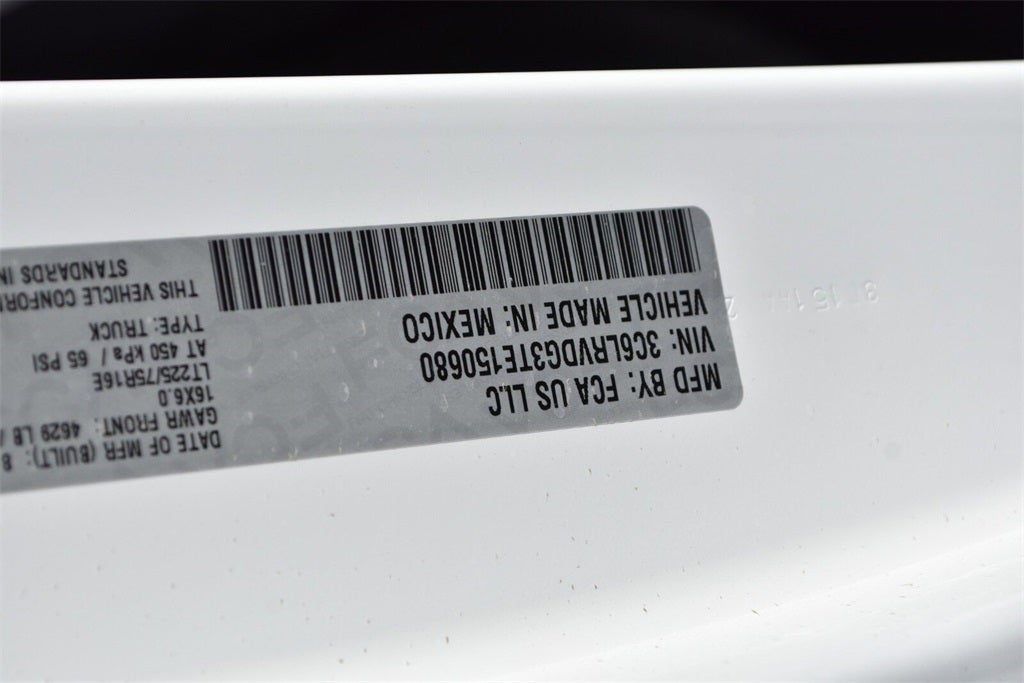 MFD BY: FCA US LLC
VIN: 3C6LRVDG3TE150680
VEHICLE MADE IN: MEXICO
DATE OF MFR (BUILT): 8
GAWR FRONT: 4629 LB /
16X6.0
LT225/75R16E
AT 450 kPa / 65 PSI
TYPE: TRUCK
THIS VEHICLE CONFOR
STANDARDS IN